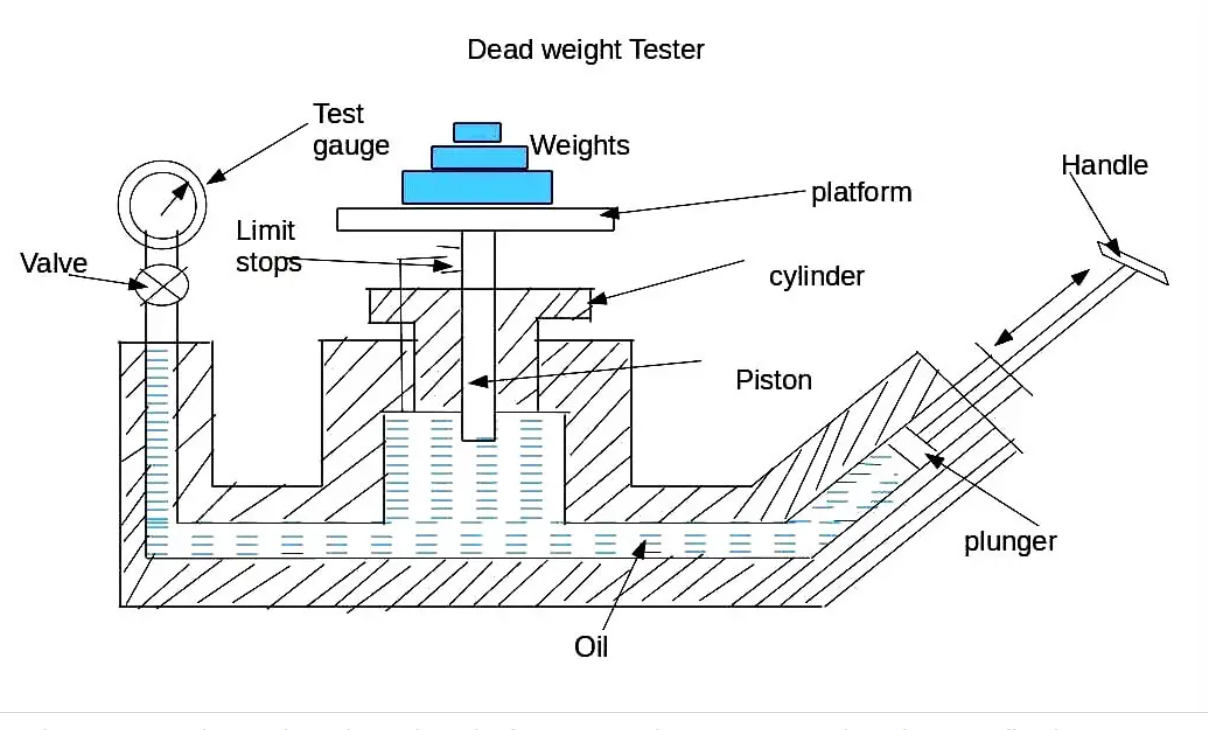 Dead weight Tester
Test
gauge
Weights
Handle
platform
Limit
stops
Valve
cylinder
Piston
plunger
Oil